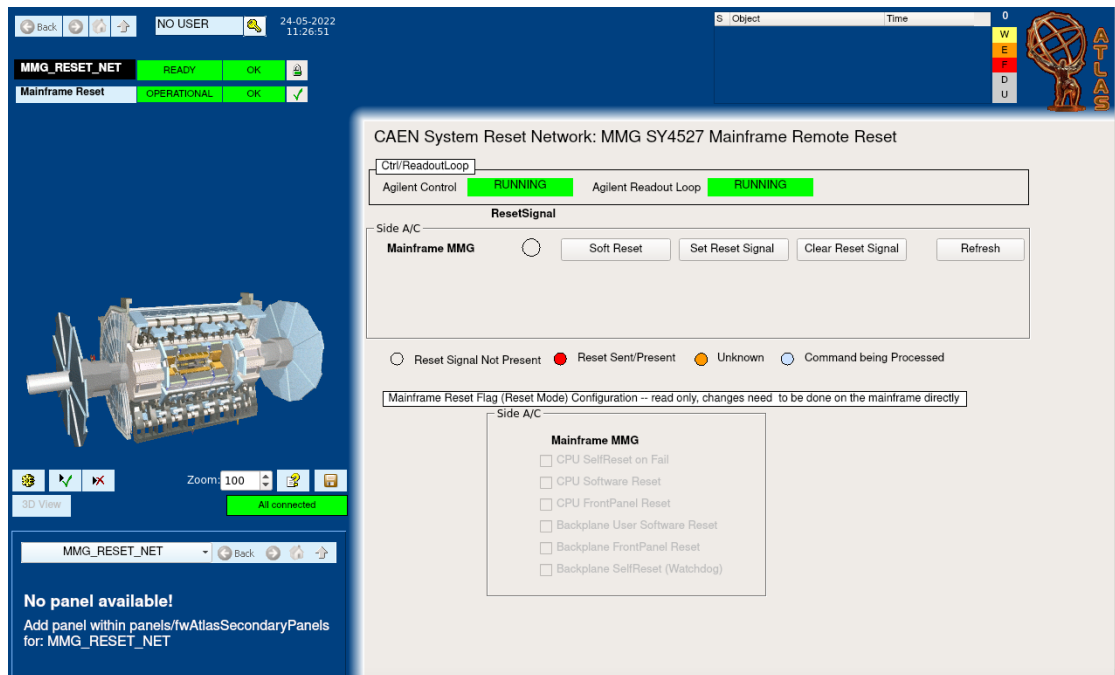 Back
NO USER
24-05-2022
11:26:51
S Object Time
0
W
E
F
D
U
ATLAS
MMG_RESET_NET READY OK
Mainframe Reset OPERATIONAL OK
CAEN System Reset Network: MMG SY4527 Mainframe Remote Reset
Ctrl/ReadoutLoop
Agilent Control RUNNING Agilent Readout Loop RUNNING
ResetSignal
Side A/C
Mainframe MMG Soft Reset Set Reset Signal Clear Reset Signal Refresh
Reset Signal Not Present Reset Sent/Present Unknown Command being Processed
Mainframe Reset Flag (Reset Mode) Configuration -- read only, changes need to be done on the mainframe directly
Side A/C
Mainframe MMG
CPU SelfReset on Fail
CPU Software Reset
CPU FrontPanel Reset
Backplane User Software Reset
Backplane FrontPanel Reset
Backplane SelfReset (Watchdog)
Zoom: 100
3D View
All connected
MMG_RESET_NET Back
No panel available!
Add panel within panels/fwAtlasSecondaryPanels
for: MMG_RESET_NET